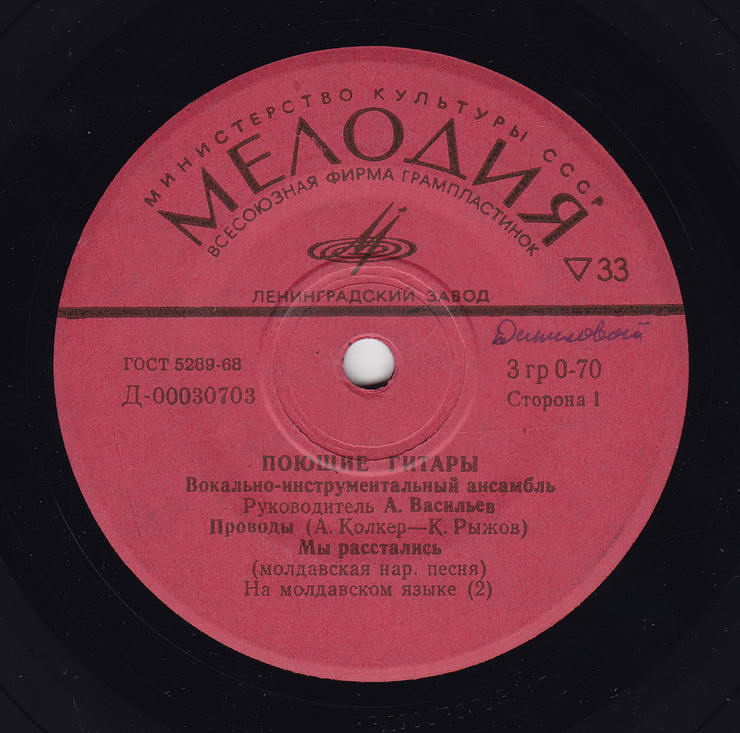 МИНИСТЕРСТВО КУЛЬТУРЫ СССР
МЕЛОДИЯ
ВСЕСОЮЗНАЯ ФИРМА ГРАМПЛАСТИНОК
▽33
ЛЕНИНГРАДСКИЙ ЗАВОД
Даниловой
ГОСТ 5289-68
3 гр 0-70
Д-00030703
Сторона 1
ПОЮЩИЕ ГИТАРЫ
Вокально-инструментальный ансамбль
Руководитель А. Васильев
Проводы (А. Колкер—К. Рыжов)
Мы расстались
(молдавская нар. песня)
На молдавском языке (2)